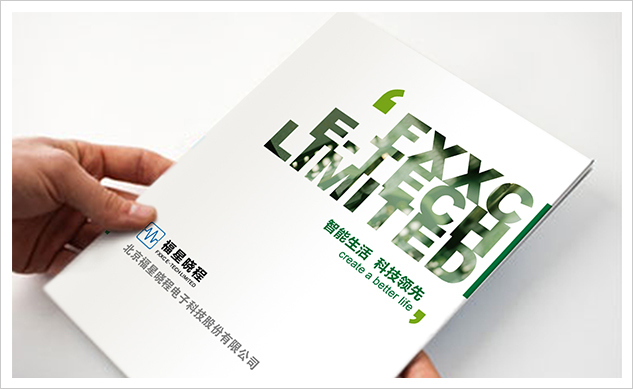 FXXC
E-TECH
LIMITED
智能生活 科技领先
create a better life
福星晓程
FXXC E-TECH LIMITED
北京福星晓程电子科技股份有限公司